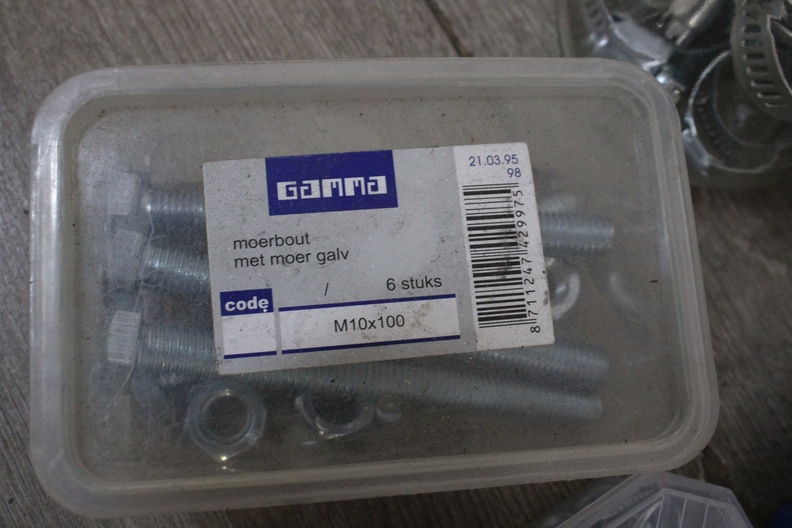 GAMMA
21.03.95
98
moerbout
met moer galv
/ 6 stuks
code
M10x100
8711247429975